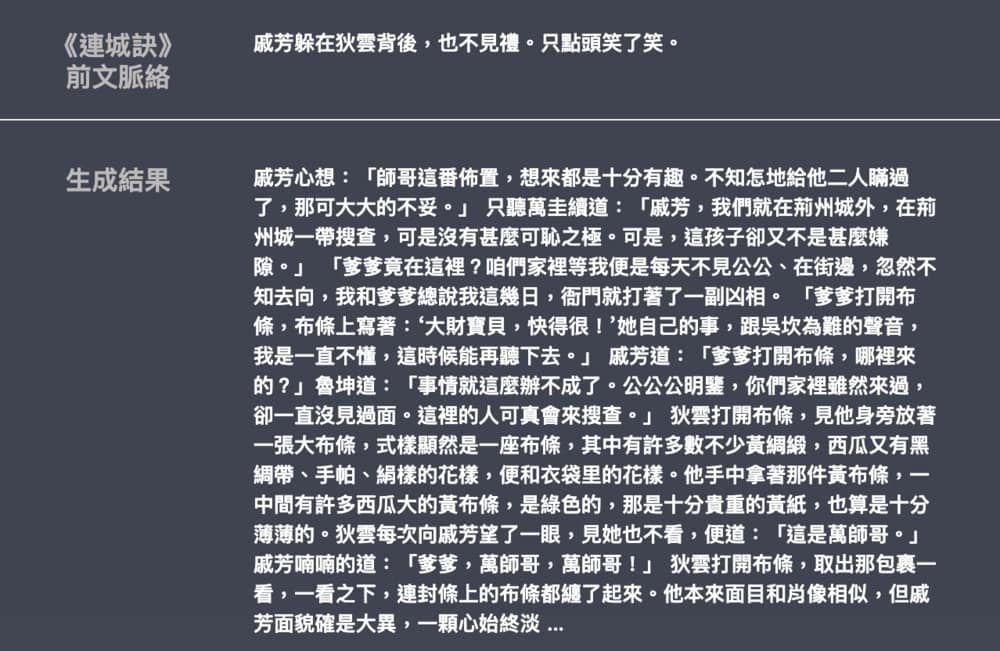 《連城訣》
前文脈絡
戚芳躲在狄雲背後，也不見禮。只點頭笑了笑。
生成結果
戚芳心想：「師哥這番佈置，想來都是十分有趣。不知怎地給他二人瞞過
了，那可大大的不妥。」 只聽萬圭續道：「戚芳，我們就在荊州城外，在荊
州城一帶搜查，可是沒有甚麼可恥之極。可是，這孩子卻又不是甚麼嫌
隙。」 「爹爹竟在這裡？咱們家裡等我便是每天不見公公、在街邊，忽然不
知去向，我和爹爹總說我這幾日，衙門就打著了一副凶相。 「爹爹打開布
條，布條上寫著：‘大財寶貝，快得很！’她自己的事，跟吳坎為難的聲音，
我是一直不懂，這時候能再聽下去。」 戚芳道：「爹爹打開布條，哪裡來
的？」魯坤道：「事情就這麼辦不成了。公公公明鑒，你們家裡雖然來過，
卻一直沒見過面。這裡的人可真會來搜查。」 狄雲打開布條，見他身旁放著
一張大布條，式樣顯然是一座布條，其中有許多數不少黃綢緞，西瓜又有黑
綢帶、手帕、絹樣的花樣，便和衣袋里的花樣。他手中拿著那件黃布條，一
中間有許多西瓜大的黃布條，是綠色的，那是十分貴重的黃紙，也算是十分
薄薄的。狄雲每次向戚芳望了一眼，見她也不看，便道：「這是萬師哥。」
戚芳喃喃的道：「爹爹，萬師哥，萬師哥！」 狄雲打開布條，取出那包裹一
看，一看之下，連封條上的布條都纏了起來。他本來面目和肖像相似，但戚
芳面貌確是大異，一顆心始終淡 ...